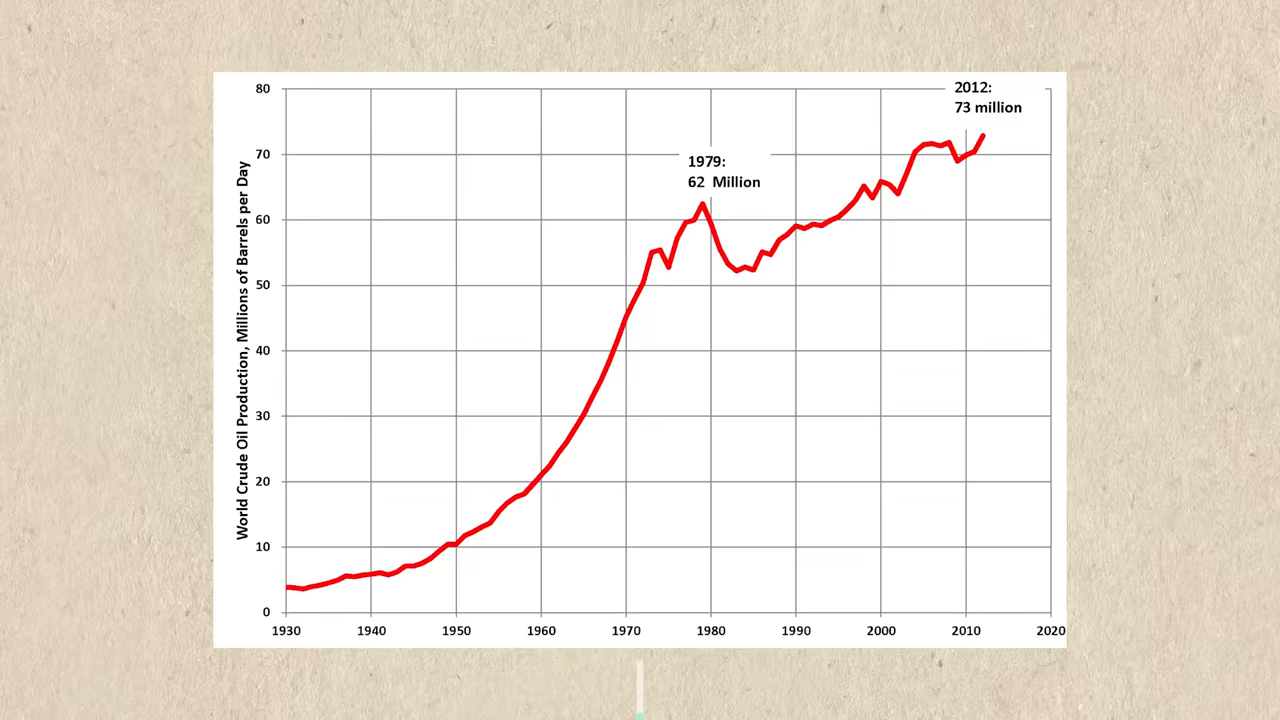 2012:
73 million
1979:
62 Million
World Crude Oil Production, Millions of Barrels per Day
80
70
60
50
40
30
20
10
0
1930 1940 1950 1960 1970 1980 1990 2000 2010 2020